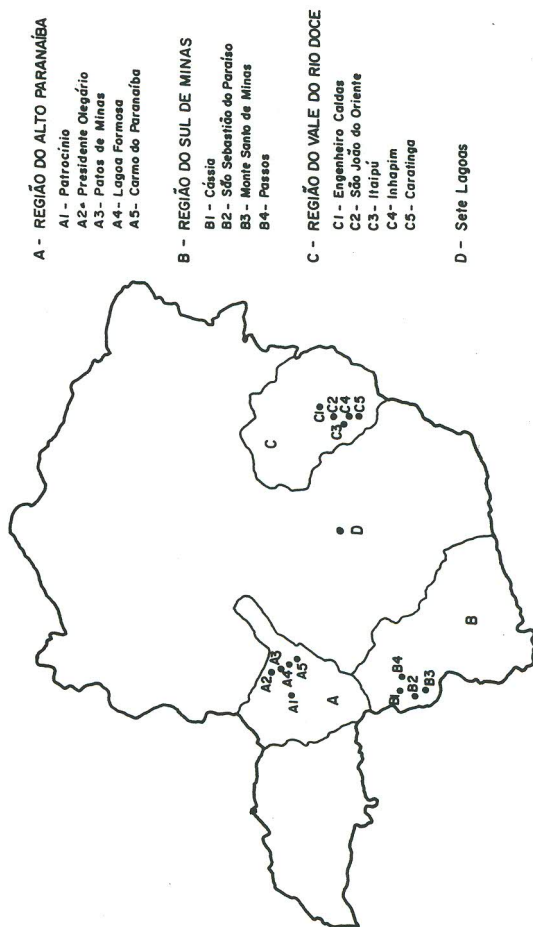 A - REGIÃO DO ALTO PARANAÍBA
A1 - Patrocínio
A2- Presidente Olegário
A3 - Patos de Minas
A4 - Lagoa Formosa
A5- Carmo do Paranaíba
B - REGIÃO DO SUL DE MINAS
B1 - Cássia
B2 - São Sebastião do Paraíso
B3 - Monte Santo de Minas
B4 - Passos
C - REGIÃO DO VALE DO RIO DOCE
C1 - Engenheiro Caldas
C2 - São João do Oriente
C3 - Itaipú
C4 - Inhapim
C5 - Caratinga
D - Sete Lagoas
C
C1
C2
C3
C4
C5
D
A2
A3
A1
A4
A5
A
B1
B4
B2
B3
B